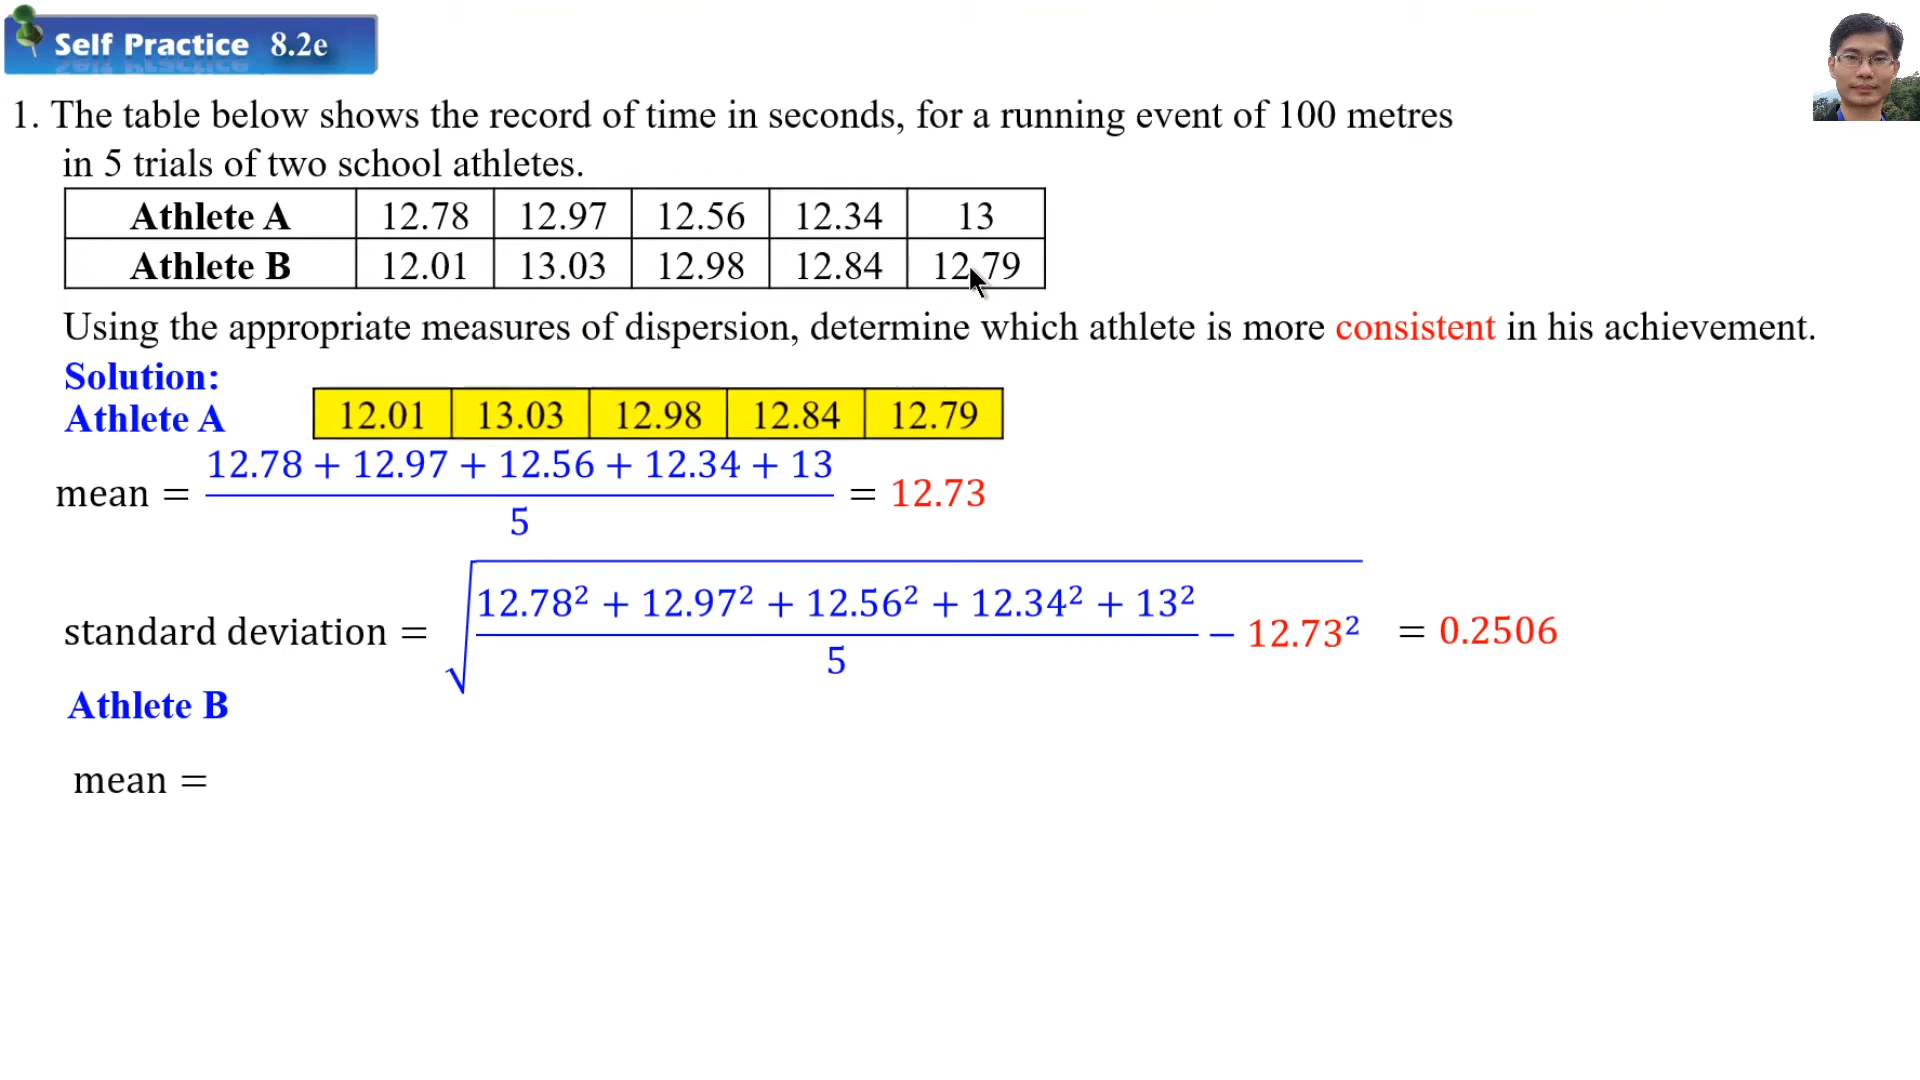 Self Practice 8.2e
1. The table below shows the record of time in seconds, for a running event of 100 metres
in 5 trials of two school athletes.
Athlete A 12.78 12.97 12.56 12.34 13
Athlete B 12.01 13.03 12.98 12.84 12.79
Using the appropriate measures of dispersion, determine which athlete is more consistent in his achievement.
Solution:
Athlete A 12.01 13.03 12.98 12.84 12.79
mean = (12.78 + 12.97 + 12.56 + 12.34 + 13)/5 = 12.73
standard deviation = √((12.78² + 12.97² + 12.56² + 12.34² + 13²)/5 − 12.73²) = 0.2506
Athlete B
mean =